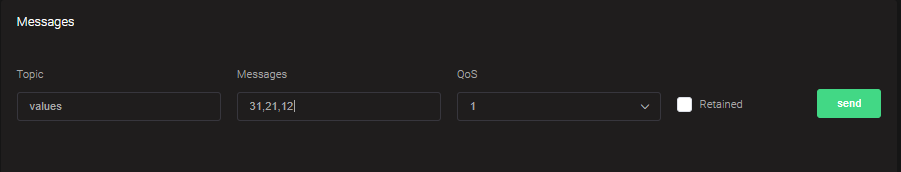 Messages
Topic Messages QoS
values 31,21,12 1 Retained send